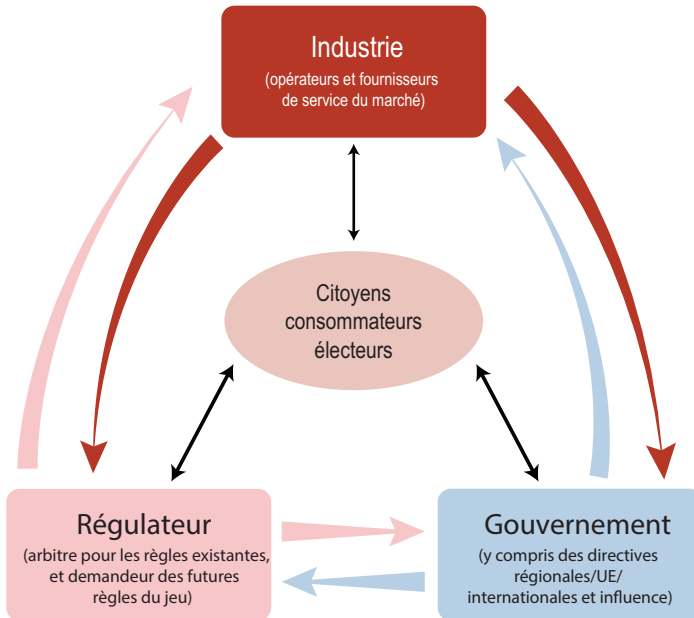 Industrie
(opérateurs et fournisseurs
de service du marché)
Citoyens
consommateurs
électeurs
Régulateur
(arbitre pour les règles existantes,
et demandeur des futures
règles du jeu)
Gouvernement
(y compris des directives
régionales/UE/
internationales et influence)